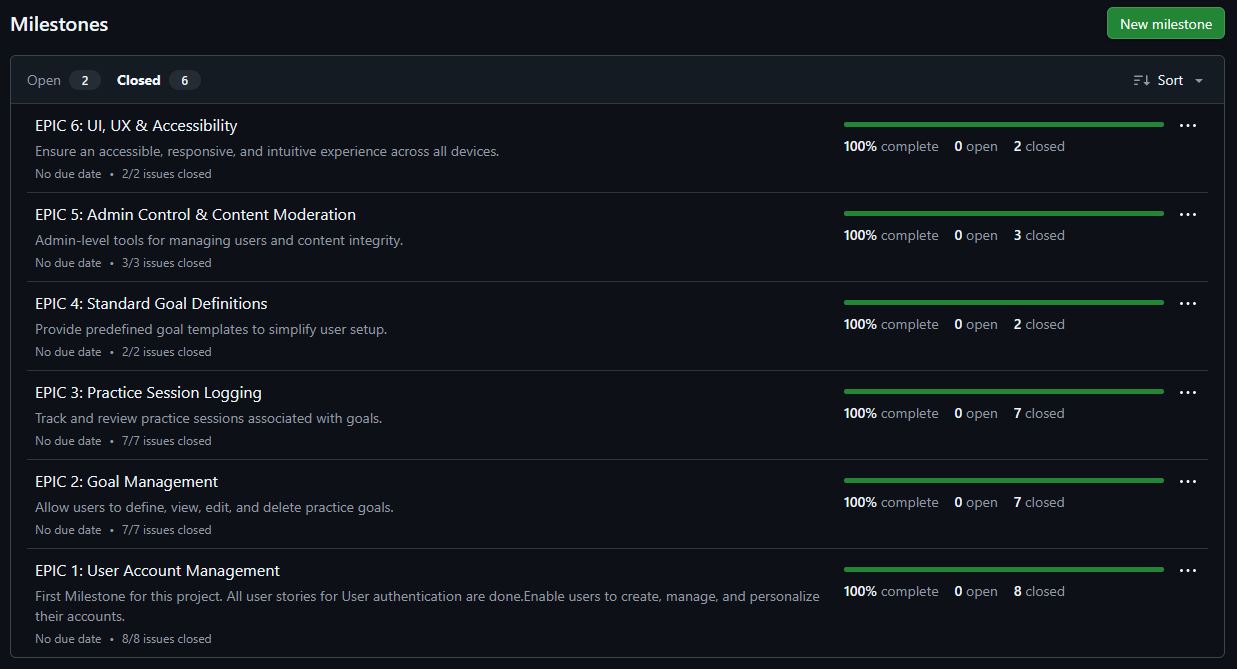 Milestones
New milestone
Open 2 Closed 6
Sort
EPIC 6: UI, UX & Accessibility
Ensure an accessible, responsive, and intuitive experience across all devices.
No due date • 2/2 issues closed
100% complete 0 open 2 closed
EPIC 5: Admin Control & Content Moderation
Admin-level tools for managing users and content integrity.
No due date • 3/3 issues closed
100% complete 0 open 3 closed
EPIC 4: Standard Goal Definitions
Provide predefined goal templates to simplify user setup.
No due date • 2/2 issues closed
100% complete 0 open 2 closed
EPIC 3: Practice Session Logging
Track and review practice sessions associated with goals.
No due date • 7/7 issues closed
100% complete 0 open 7 closed
EPIC 2: Goal Management
Allow users to define, view, edit, and delete practice goals.
No due date • 7/7 issues closed
100% complete 0 open 7 closed
EPIC 1: User Account Management
First Milestone for this project. All user stories for User authentication are done.Enable users to create, manage, and personalize
their accounts.
No due date • 8/8 issues closed
100% complete 0 open 8 closed